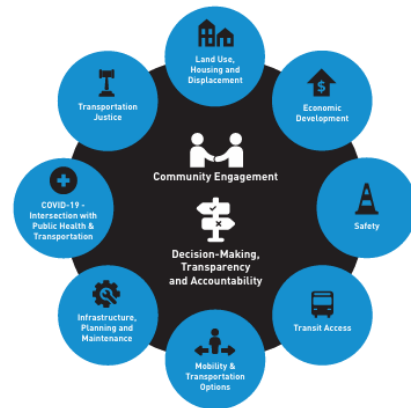 Land Use,
Housing and
Displacement
Economic
Development
$
Safety
Transit Access
Mobility &
Transportation
Options
Infrastructure,
Planning and
Maintenance
COVID-19 -
Intersection with
Public Health &
Transportation
Transportation
Justice
Community Engagement
Decision-Making,
Transparency
and Accountability